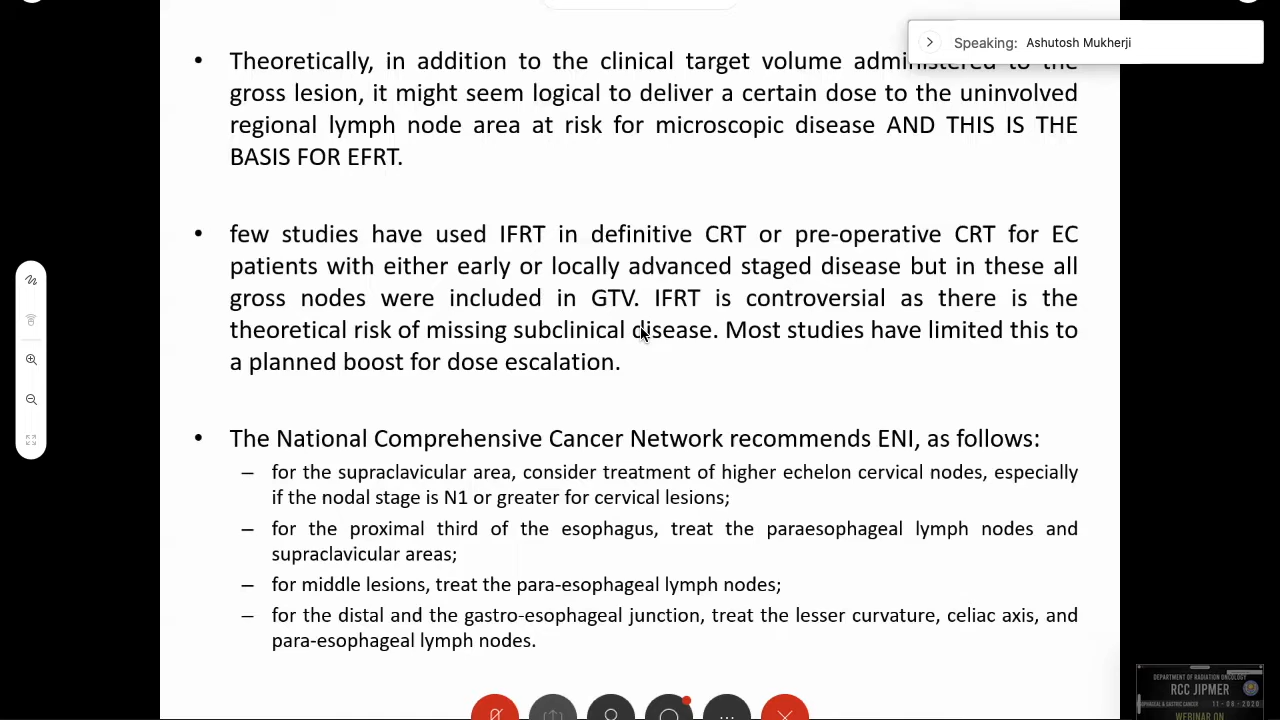 Speaking: Ashutosh Mukherji
• Theoretically, in addition to the clinical target volume administered to the
gross lesion, it might seem logical to deliver a certain dose to the uninvolved
regional lymph node area at risk for microscopic disease AND THIS IS THE
BASIS FOR EFRT.
• few studies have used IFRT in definitive CRT or pre-operative CRT for EC
patients with either early or locally advanced staged disease but in these all
gross nodes were included in GTV. IFRT is controversial as there is the
theoretical risk of missing subclinical disease. Most studies have limited this to
a planned boost for dose escalation.
• The National Comprehensive Cancer Network recommends ENI, as follows:
– for the supraclavicular area, consider treatment of higher echelon cervical nodes, especially
if the nodal stage is N1 or greater for cervical lesions;
– for the proximal third of the esophagus, treat the paraesophageal lymph nodes and
supraclavicular areas;
– for middle lesions, treat the para-esophageal lymph nodes;
– for the distal and the gastro-esophageal junction, treat the lesser curvature, celiac axis, and
para-esophageal lymph nodes.
DEPARTMENT OF RADIATION ONCOLOGY
RCC JIPMER
& GASTRIC CANCER 11-06-2020
WEBINAR ON